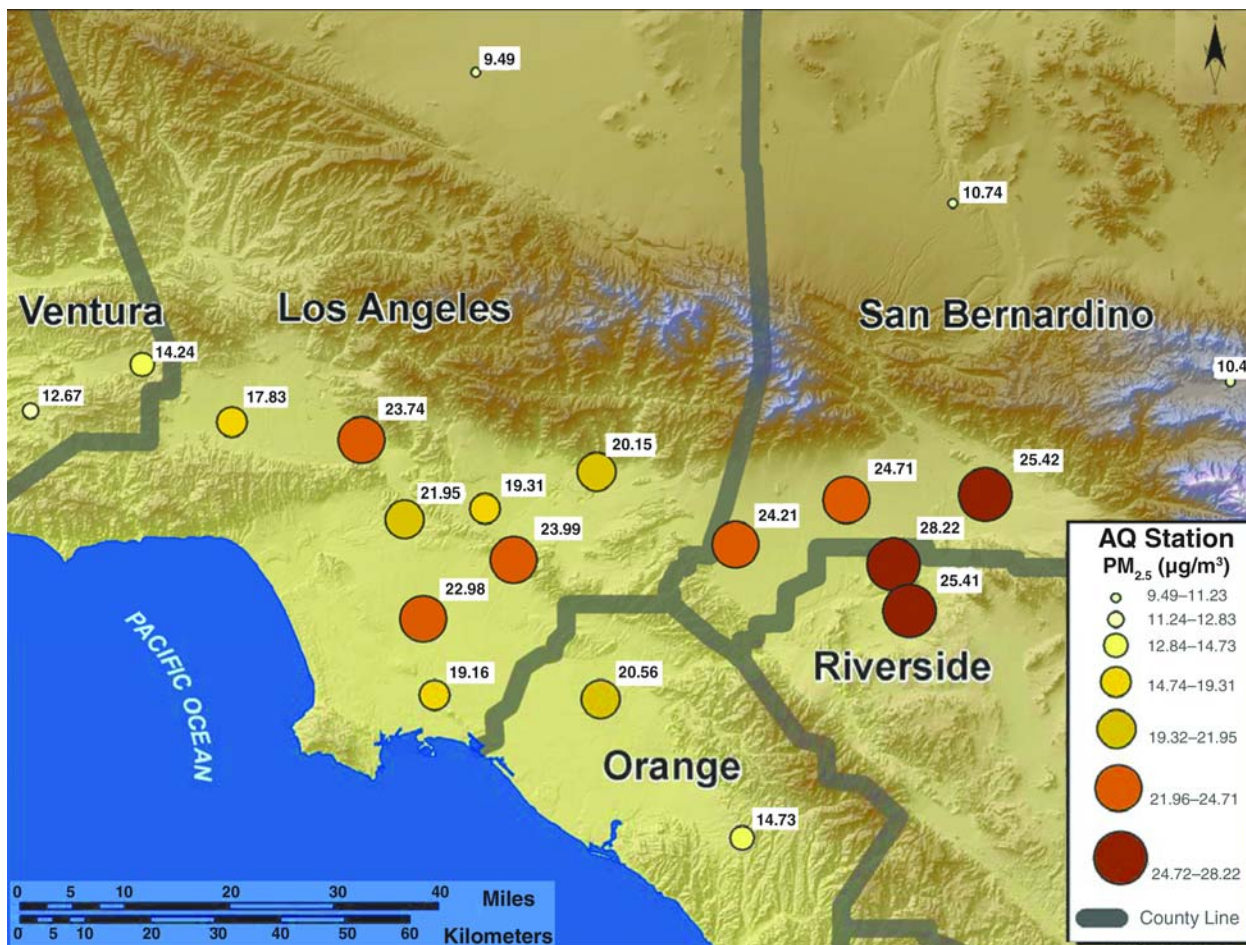 N
9.49
10.74
Ventura
Los Angeles
San Bernardino
14.24
12.67
10.4
17.83
23.74
20.15
24.71
25.42
21.95
19.31
24.21
28.22
23.99
25.41
22.98
Riverside
19.16
20.56
Orange
14.73
PACIFIC OCEAN
AQ Station
PM2.5 (µg/m³)
9.49–11.23
11.24–12.83
12.84–14.73
14.74–19.31
19.32–21.95
21.96–24.71
24.72–28.22
County Line
0 5 10 20 30 40
Miles
0 5 10 20 30 40 50 60
Kilometers